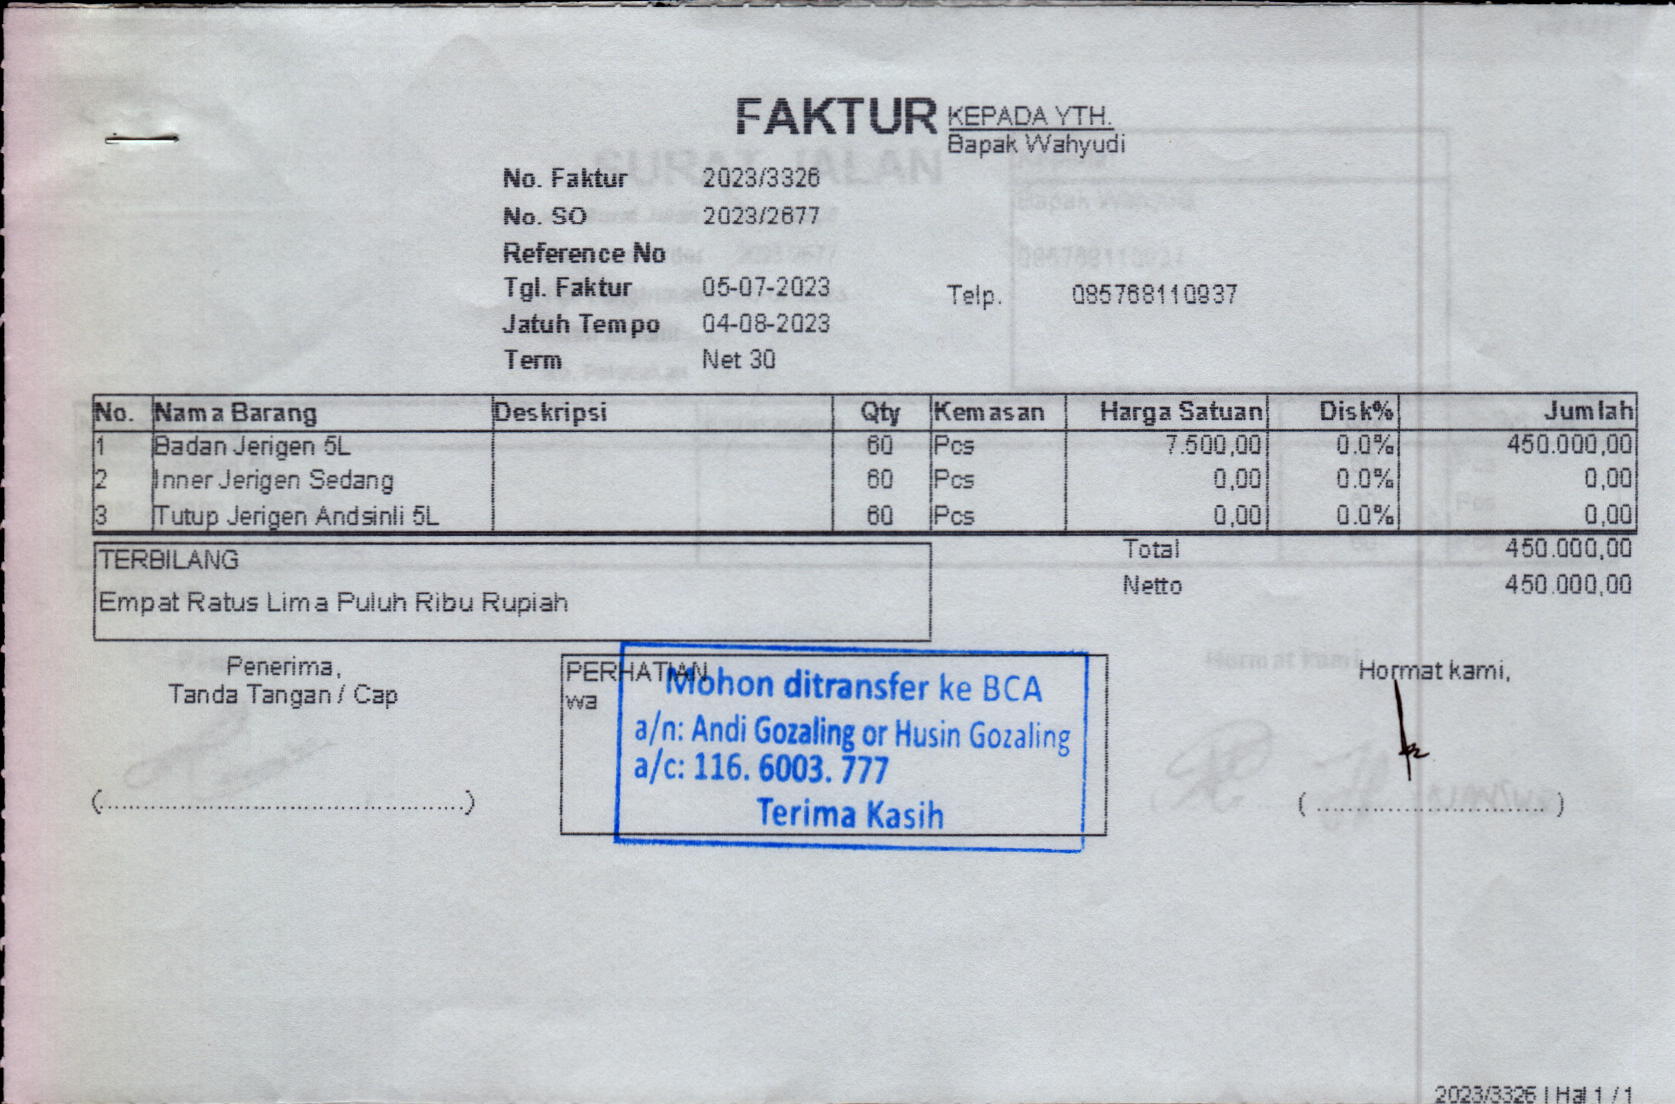 FAKTUR
KEPADA YTH.
Bapak Wahyudi
No. Faktur 2023/3326
No. SO 2023/2677
Reference No
Tgl. Faktur 05-07-2023
Telp. 085768110937
Jatuh Tempo 04-08-2023
Term Net 30
No. Nama Barang Deskripsi Qty Kemasan Harga Satuan Disk% Jumlah
1 Badan Jerigen 5L 60 Pcs 7.500,00 0.0% 450.000,00
2 Inner Jerigen Sedang 60 Pcs 0,00 0.0% 0,00
3 Tutup Jerigen Andsinli 5L 60 Pcs 0,00 0.0% 0,00
Total 450.000,00
Netto 450.000,00
TERBILANG
Empat Ratus Lima Puluh Ribu Rupiah
Penerima,
Tanda Tangan / Cap
(..............................................)
PERHATIAN
wa
Mohon ditransfer ke BCA
a/n: Andi Gozaling or Husin Gozaling
a/c: 116. 6003. 777
Terima Kasih
Hormat kami,
( ............................. )
2023/3326 | Hal 1 / 1